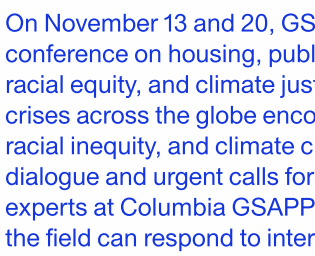 On November 13 and 20, GS
conference on housing, publ
racial equity, and climate jus
crises across the globe enco
racial inequity, and climate c
dialogue and urgent calls for
experts at Columbia GSAPP
the field can respond to inter